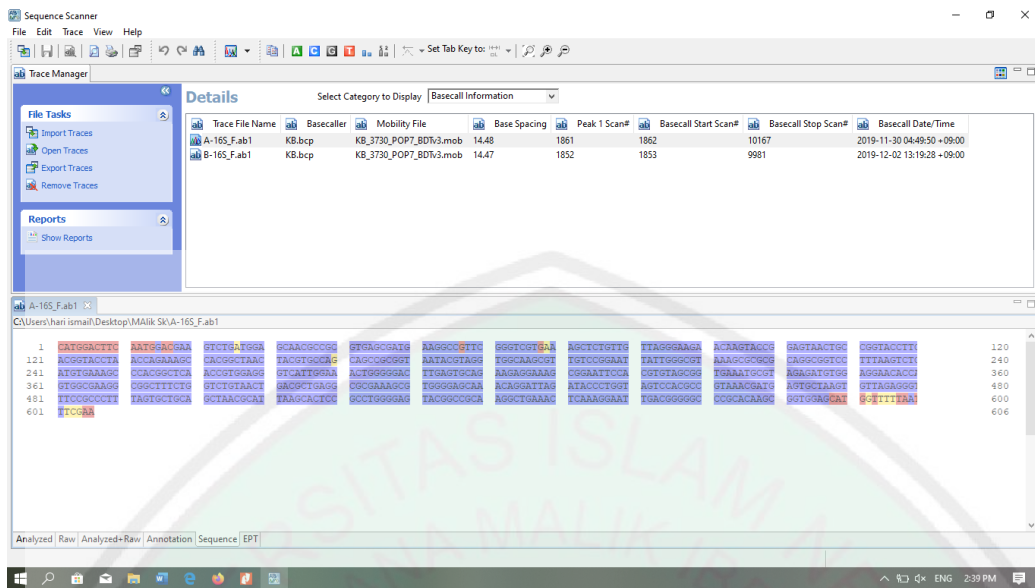 Sequence Scanner
File Edit Trace View Help
A C G T Set Tab Key to:
Trace Manager
Details Select Category to Display Basecall Information
File Tasks
Import Traces
Open Traces
Export Traces
Remove Traces
Reports
Show Reports
Trace File Name Basecaller Mobility File Base Spacing Peak 1 Scan# Basecall Start Scan# Basecall Stop Scan# Basecall Date/Time
A-16S_F.ab1 KB.bcp KB_3730_POP7_BDTv3.mob 14.48 1861 1862 10167 2019-11-30 04:49:50 +09:00
B-16S_F.ab1 KB.bcp KB_3730_POP7_BDTv3.mob 14.47 1852 1853 9981 2019-12-02 13:19:28 +09:00
A-16S_F.ab1
C:\Users\hari ismail\Desktop\MAlik Sk\A-16S_F.ab1
1 CATGGACTTC AATGGACGAA GTCTGATGGA GCAACGCCGC GTGAGCGATG AAGGCCGTTC GGGTCGTGAA AGCTCTGTTG TTAGGGAAGA ACAAGTACCG GAGTAACTGC CGGTACCTTC 120
121 ACGGTACCTA ACCAGAAAGC CACGGCTAAC TACGTGCCAG CAGCCGCGGT AATACGTAGG TGGCAAGCGT TGTCCGGAAT TATTGGGCGT AAAGCGCGCG CAGGCGGTCC TTTAAGTCTG 240
241 ATGTGAAAGC CCACGGCTCA ACCGTGGAGG GTCATTGGAA ACTGGGGGAC TTGAGTGCAG AAGAGGAAAG CGGAATTCCA CGTGTAGCGG TGAAATGCGT AGAGATGTGG AGGAACACCA 360
361 GTGGCGAAGG CGGCTTTCTG GTCTGTAACT GACGCTGAGG CGCGAAAGCG TGGGGAGCAA ACAGGATTAG ATACCCTGGT AGTCCACGCC GTAAACGATG AGTGCTAAGT GTTAGAGGGT 480
481 TTCCGCCCTT TAGTGCTGCA GCTAACGCAT TAAGCACTCC GCCTGGGGAG TACGGCCGCA AGGCTGAAAC TCAAAGGAAT TGACGGGGGC CCGCACAAGC GGTGGAGCAT GGTTTTTAAT 600
601 TTCGAA 606
Analyzed Raw Analyzed+Raw Annotation Sequence EPT
ENG 2:39 PM